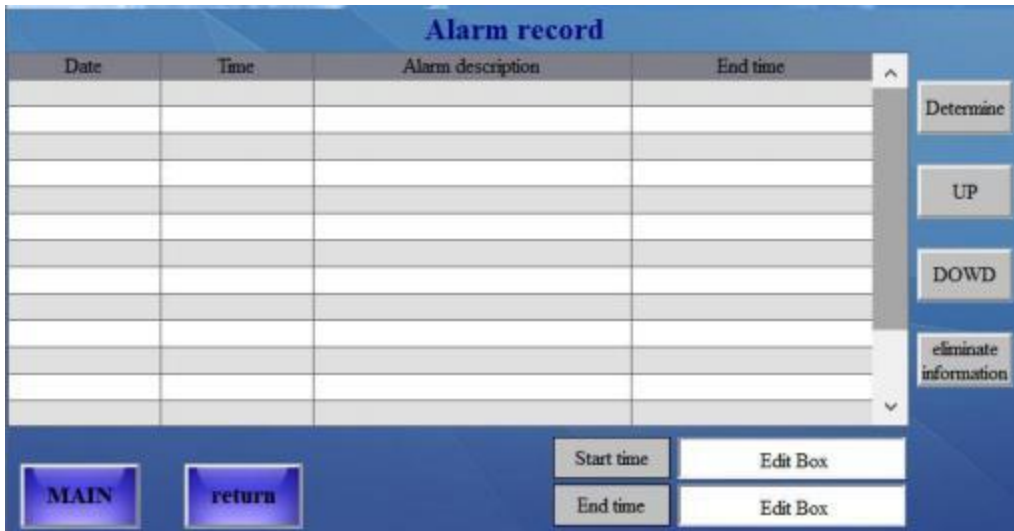 Alarm record
Date Time Alarm description End time
Determine
UP
DOWD
eliminate
information
Start time Edit Box
MAIN return
End time Edit Box